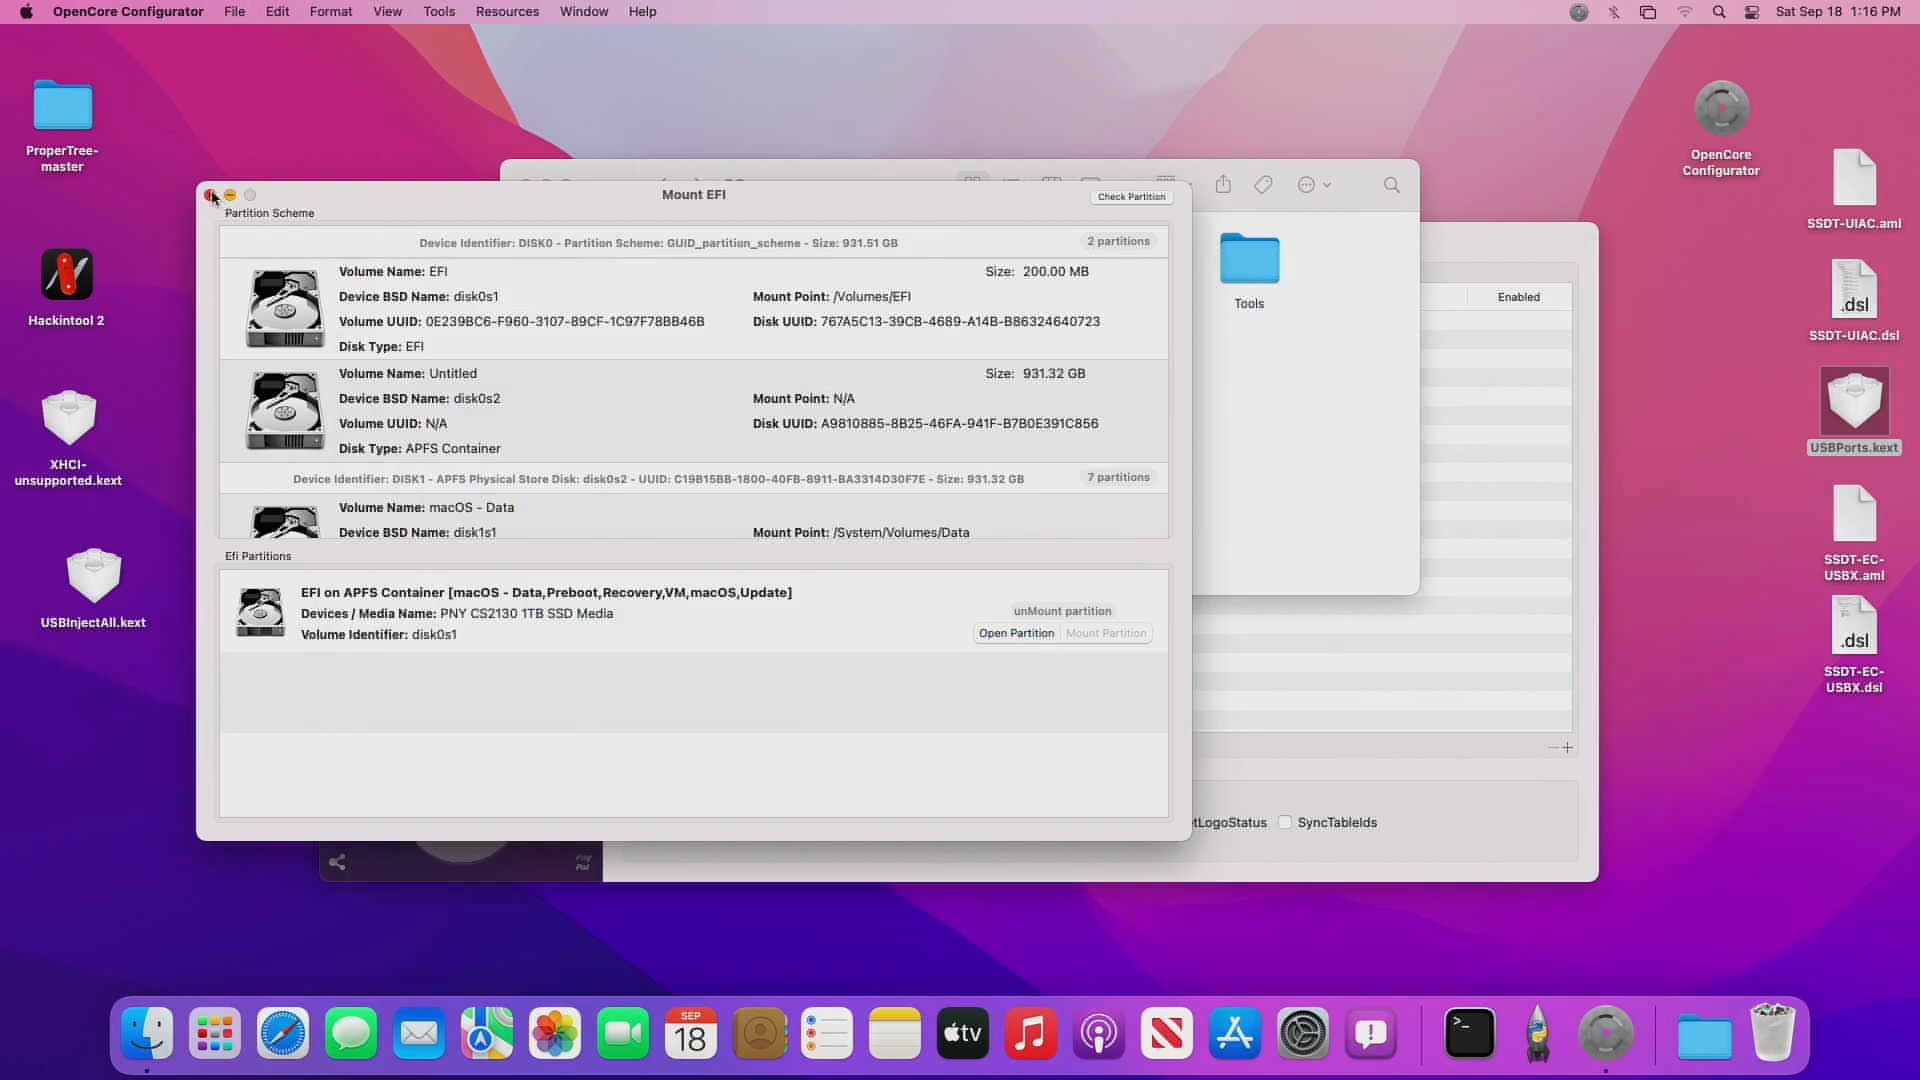 OpenCore Configurator File Edit Format View Tools Resources Window Help Sat Sep 18 1:16 PM
ProperTree-
master
Hackintool 2
XHCI-
unsupported.kext
USBInjectAll.kext
Mount EFI
Check Partition
Partition Scheme
Device Identifier: DISK0 - Partition Scheme: GUID_partition_scheme - Size: 931.51 GB
2 partitions
Volume Name: EFI
Size: 200.00 MB
Device BSD Name: disk0s1
Mount Point: /Volumes/EFI
Volume UUID: 0E239BC6-F960-3107-89CF-1C97F78BB46B
Disk UUID: 767A5C13-39CB-4689-A14B-B86324640723
Disk Type: EFI
Volume Name: Untitled
Size: 931.32 GB
Device BSD Name: disk0s2
Mount Point: N/A
Volume UUID: N/A
Disk UUID: A9810885-8B25-46FA-941F-B7B0E391C856
Disk Type: APFS Container
Device Identifier: DISK1 - APFS Physical Store Disk: disk0s2 - UUID: C19B15BB-1800-40FB-8911-BA3314D30F7E - Size: 931.32 GB
7 partitions
Volume Name: macOS - Data
Device BSD Name: disk1s1
Mount Point: /System/Volumes/Data
Efi Partitions
EFI on APFS Container [macOS - Data,Preboot,Recovery,VM,macOS,Update]
Devices / Media Name: PNY CS2130 1TB SSD Media
Volume Identifier: disk0s1
unMount partition
Open Partition
Mount Partition
Tools
Enabled
tLogoStatus
SyncTableIds
Pay
Pal
OpenCore
Configurator
SSDT-UIAC.aml
.dsl
SSDT-UIAC.dsl
USBPorts.kext
SSDT-EC-
USBX.aml
.dsl
SSDT-EC-
USBX.dsl
SEP
18
tv
>_